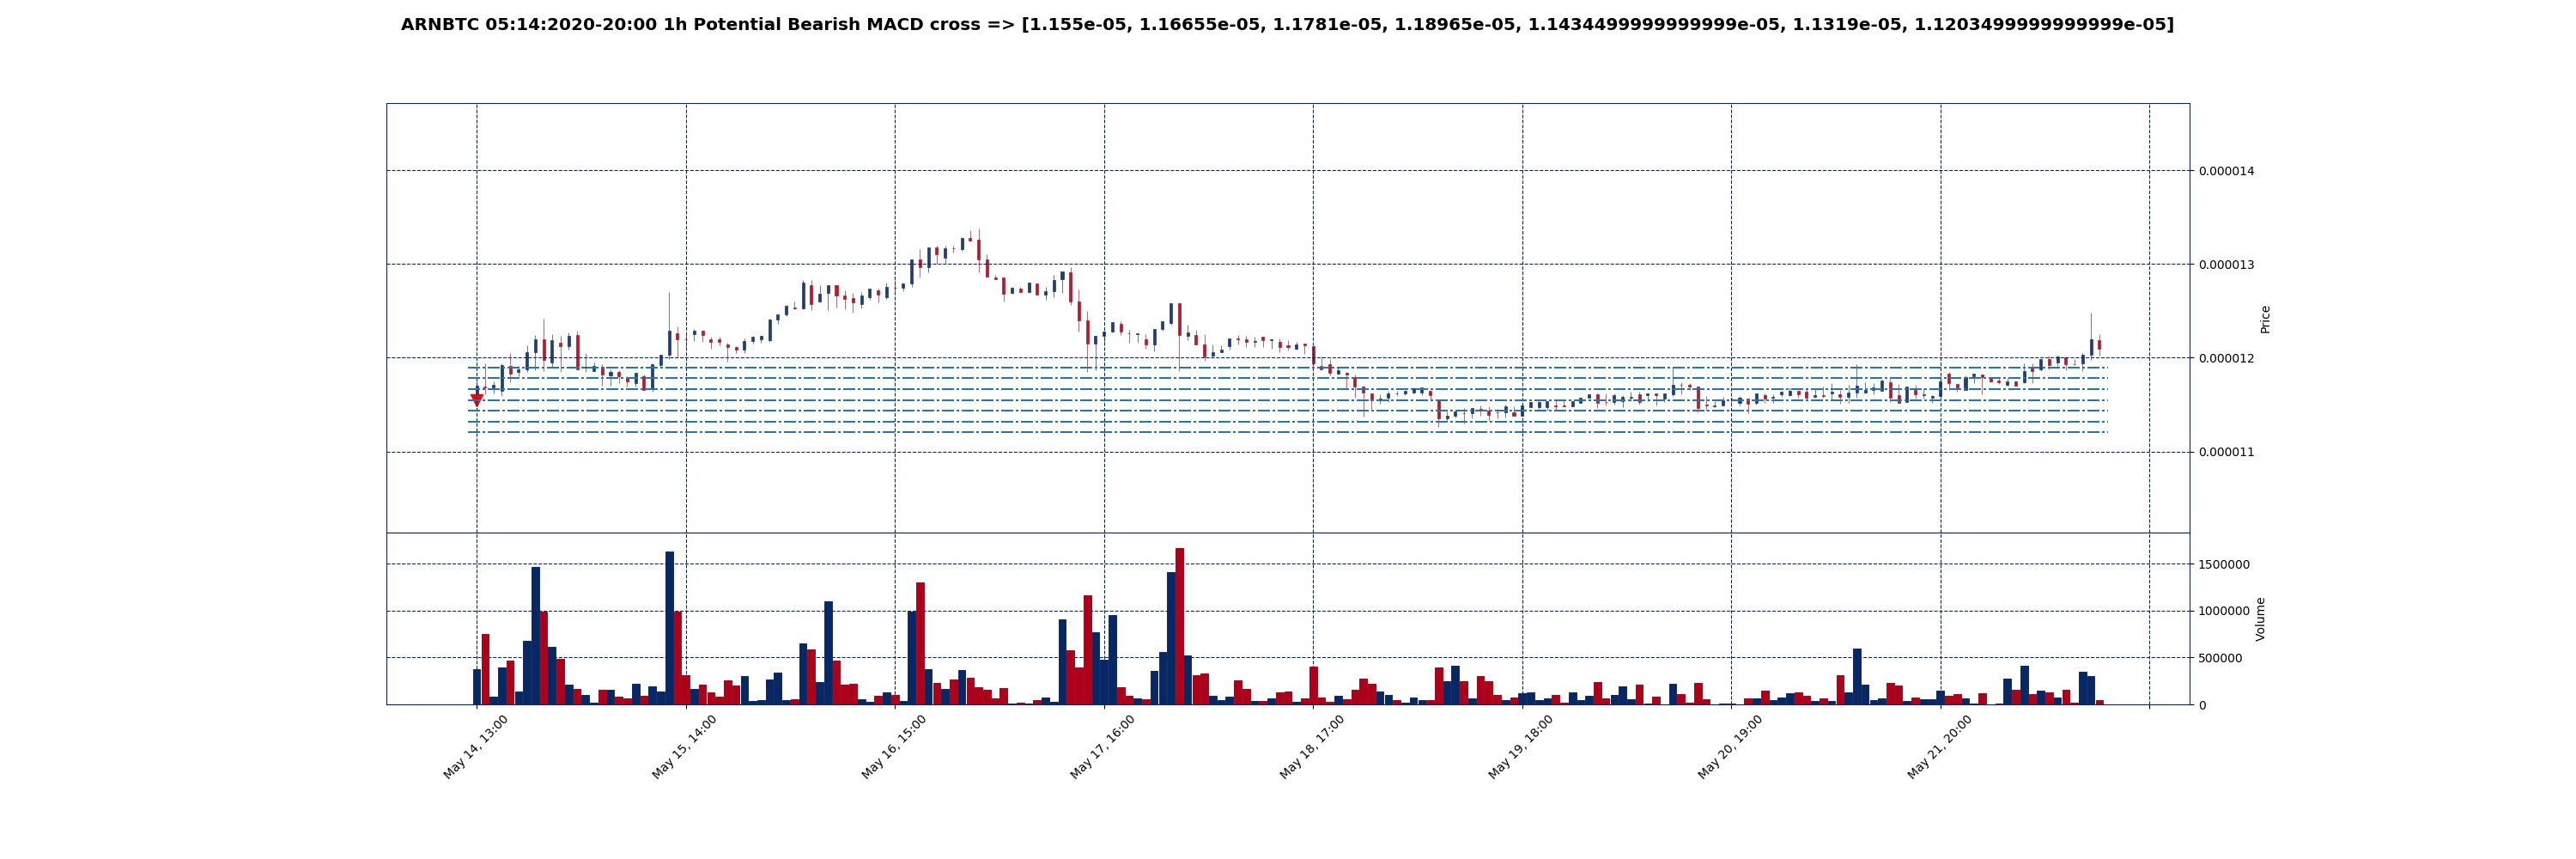 ARNBTC 05:14:2020-20:00 1h Potential Bearish MACD cross => [1.155e-05, 1.16655e-05, 1.1781e-05, 1.18965e-05, 1.1434499999999999e-05, 1.1319e-05, 1.1203499999999999e-05]
0.000014
0.000013
Price
0.000012
0.000011
1500000
1000000
Volume
500000
0
May 14, 13:00
May 15, 14:00
May 16, 15:00
May 17, 16:00
May 18, 17:00
May 19, 18:00
May 20, 19:00
May 21, 20:00